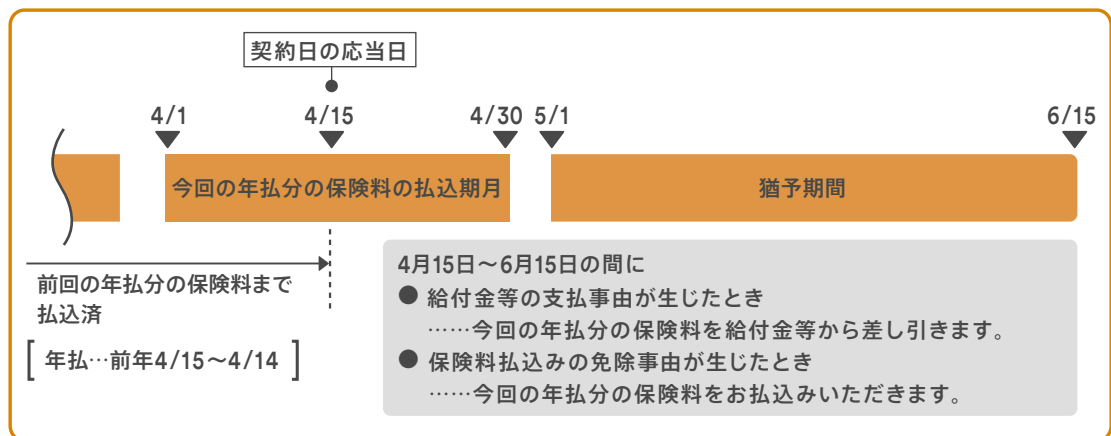 契約日の応当日
4/1
4/15
4/30
5/1
6/15
今回の年払分の保険料の払込期月
猶予期間
前回の年払分の保険料まで
払込済
[ 年払…前年4/15～4/14 ]
4月15日～6月15日の間に
● 給付金等の支払事由が生じたとき
……今回の年払分の保険料を給付金等から差し引きます。
● 保険料払込みの免除事由が生じたとき
……今回の年払分の保険料をお払込みいただきます。